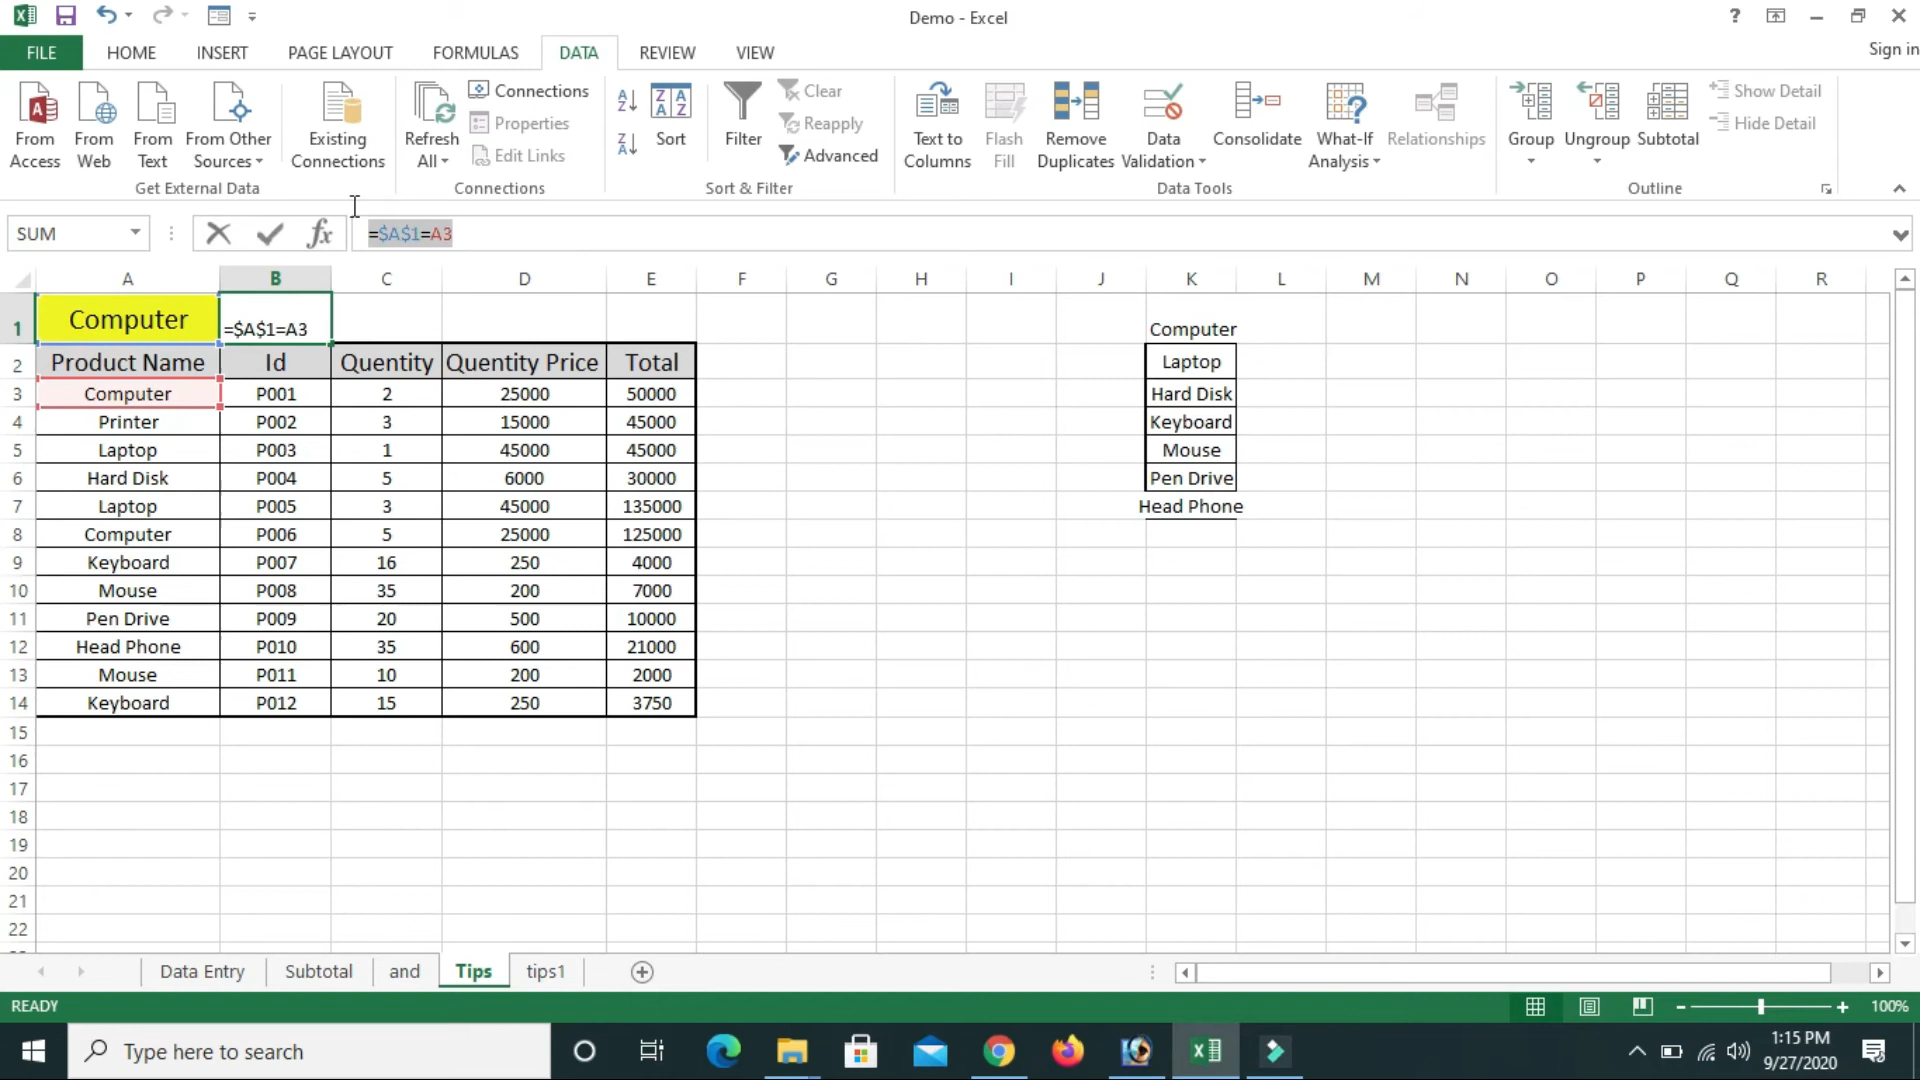 Demo - Excel
?
Sign in
FILE HOME INSERT PAGE LAYOUT FORMULAS DATA REVIEW VIEW
From Access
From Web
From Text
From Other Sources
Existing Connections
Get External Data
Refresh All
Connections
Properties
Edit Links
Connections
Sort
Filter
Clear
Reapply
Advanced
Sort & Filter
Text to Columns
Flash Fill
Remove Duplicates
Data Validation
Consolidate
What-If Analysis
Relationships
Data Tools
Group
Ungroup
Subtotal
Show Detail
Hide Detail
Outline
SUM fx =$A$1=A3
A B C D E F G H I J K L M N O P Q R
1 Computer =$A$1=A3 Computer
2 Product Name Id Quentity Quentity Price Total Laptop
3 Computer P001 2 25000 50000 Hard Disk
4 Printer P002 3 15000 45000 Keyboard
5 Laptop P003 1 45000 45000 Mouse
6 Hard Disk P004 5 6000 30000 Pen Drive
7 Laptop P005 3 45000 135000 Head Phone
8 Computer P006 5 25000 125000
9 Keyboard P007 16 250 4000
10 Mouse P008 35 200 7000
11 Pen Drive P009 20 500 10000
12 Head Phone P010 35 600 21000
13 Mouse P011 10 200 2000
14 Keyboard P012 15 250 3750
15
16
17
18
19
20
21
22
Data Entry Subtotal and Tips tips1
READY 100%
Type here to search
1:15 PM
9/27/2020